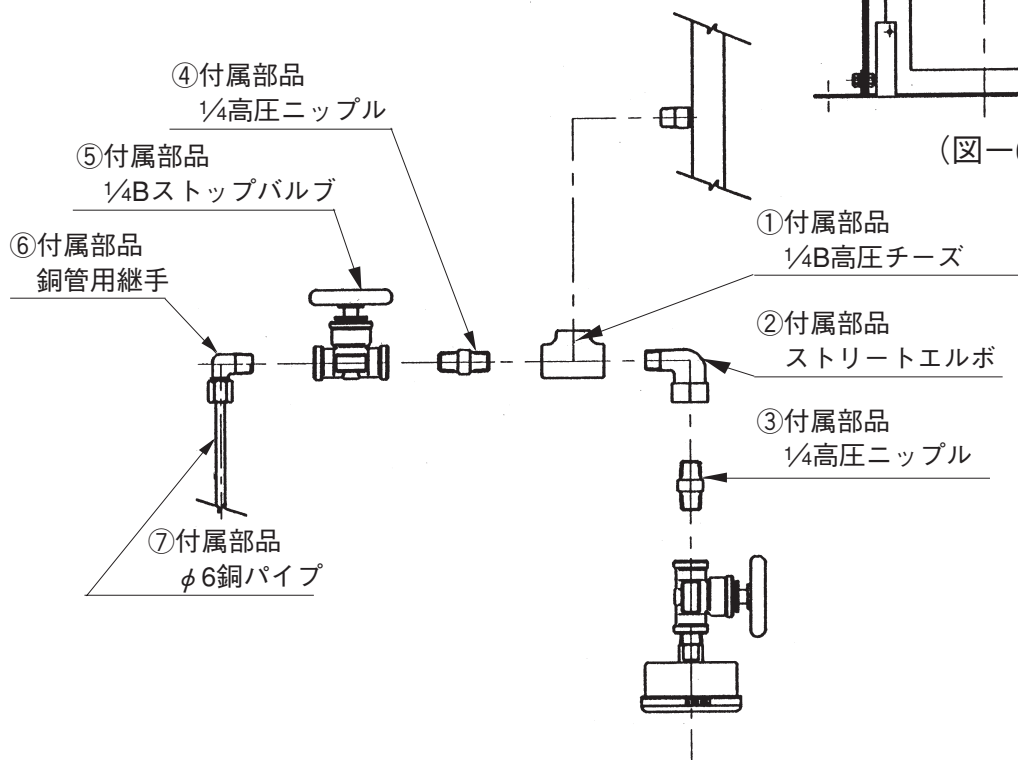 ④付属部品
1/4高圧ニップル
⑤付属部品
1/4Bストップバルブ
⑥付属部品
銅管用継手
(図ー
①付属部品
1/4B高圧チーズ
②付属部品
ストリートエルボ
③付属部品
1/4高圧ニップル
⑦付属部品
φ6銅パイプ